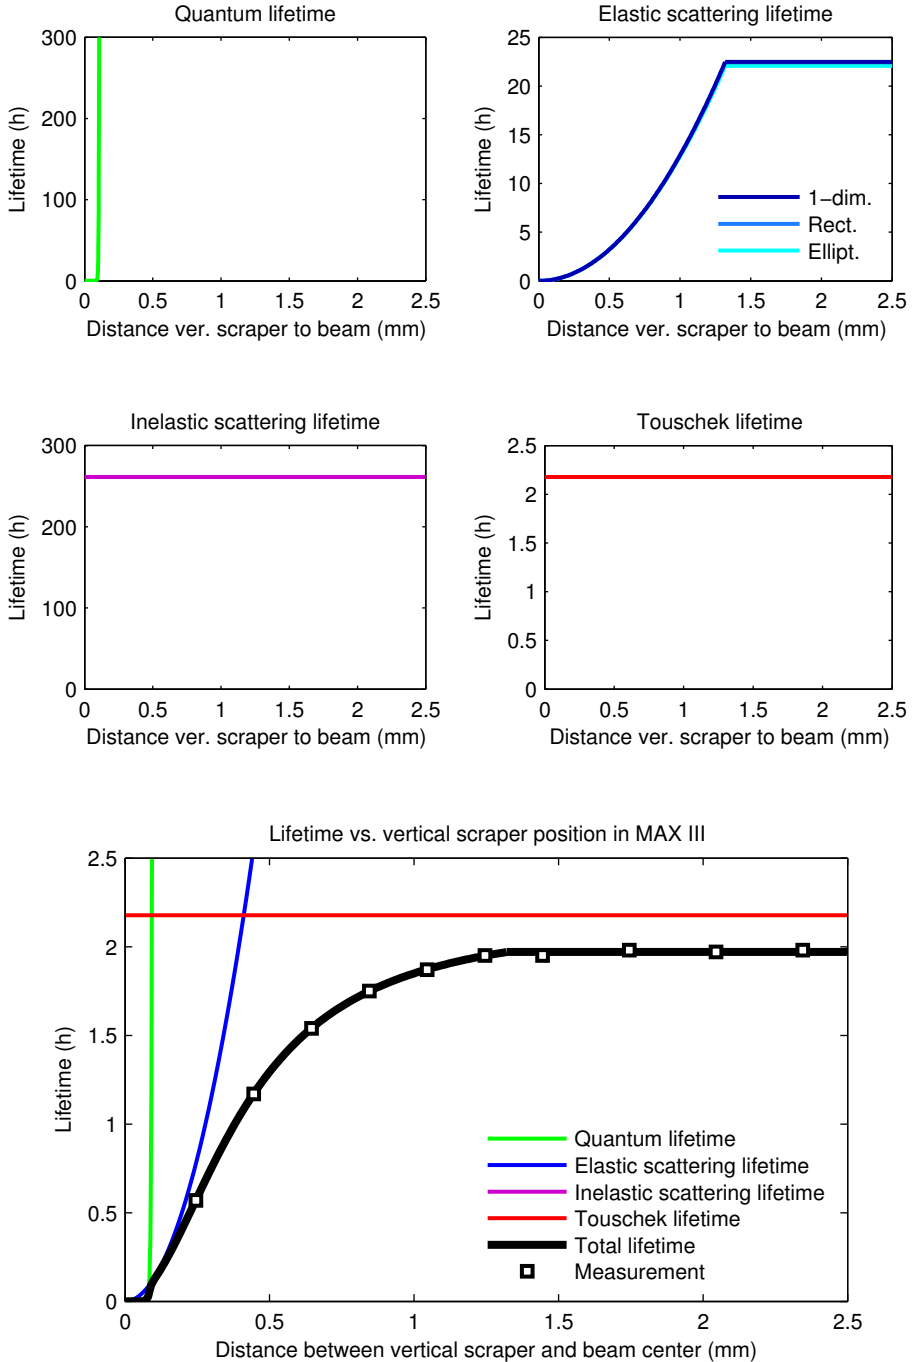 Quantum lifetime
Lifetime (h)
300
200
100
0
0 0.5 1 1.5 2 2.5
Distance ver. scraper to beam (mm)
Elastic scattering lifetime
Lifetime (h)
25
20
15
10
5
0
1-dim.
Rect.
Ellipt.
0 0.5 1 1.5 2 2.5
Distance ver. scraper to beam (mm)
Inelastic scattering lifetime
Lifetime (h)
300
200
100
0
0 0.5 1 1.5 2 2.5
Distance ver. scraper to beam (mm)
Touschek lifetime
Lifetime (h)
2.5
2
1.5
1
0.5
0
0 0.5 1 1.5 2 2.5
Distance ver. scraper to beam (mm)
Lifetime vs. vertical scraper position in MAX III
Lifetime (h)
2.5
2
1.5
1
0.5
0
Quantum lifetime
Elastic scattering lifetime
Inelastic scattering lifetime
Touschek lifetime
Total lifetime
Measurement
0 0.5 1 1.5 2 2.5
Distance between vertical scraper and beam center (mm)